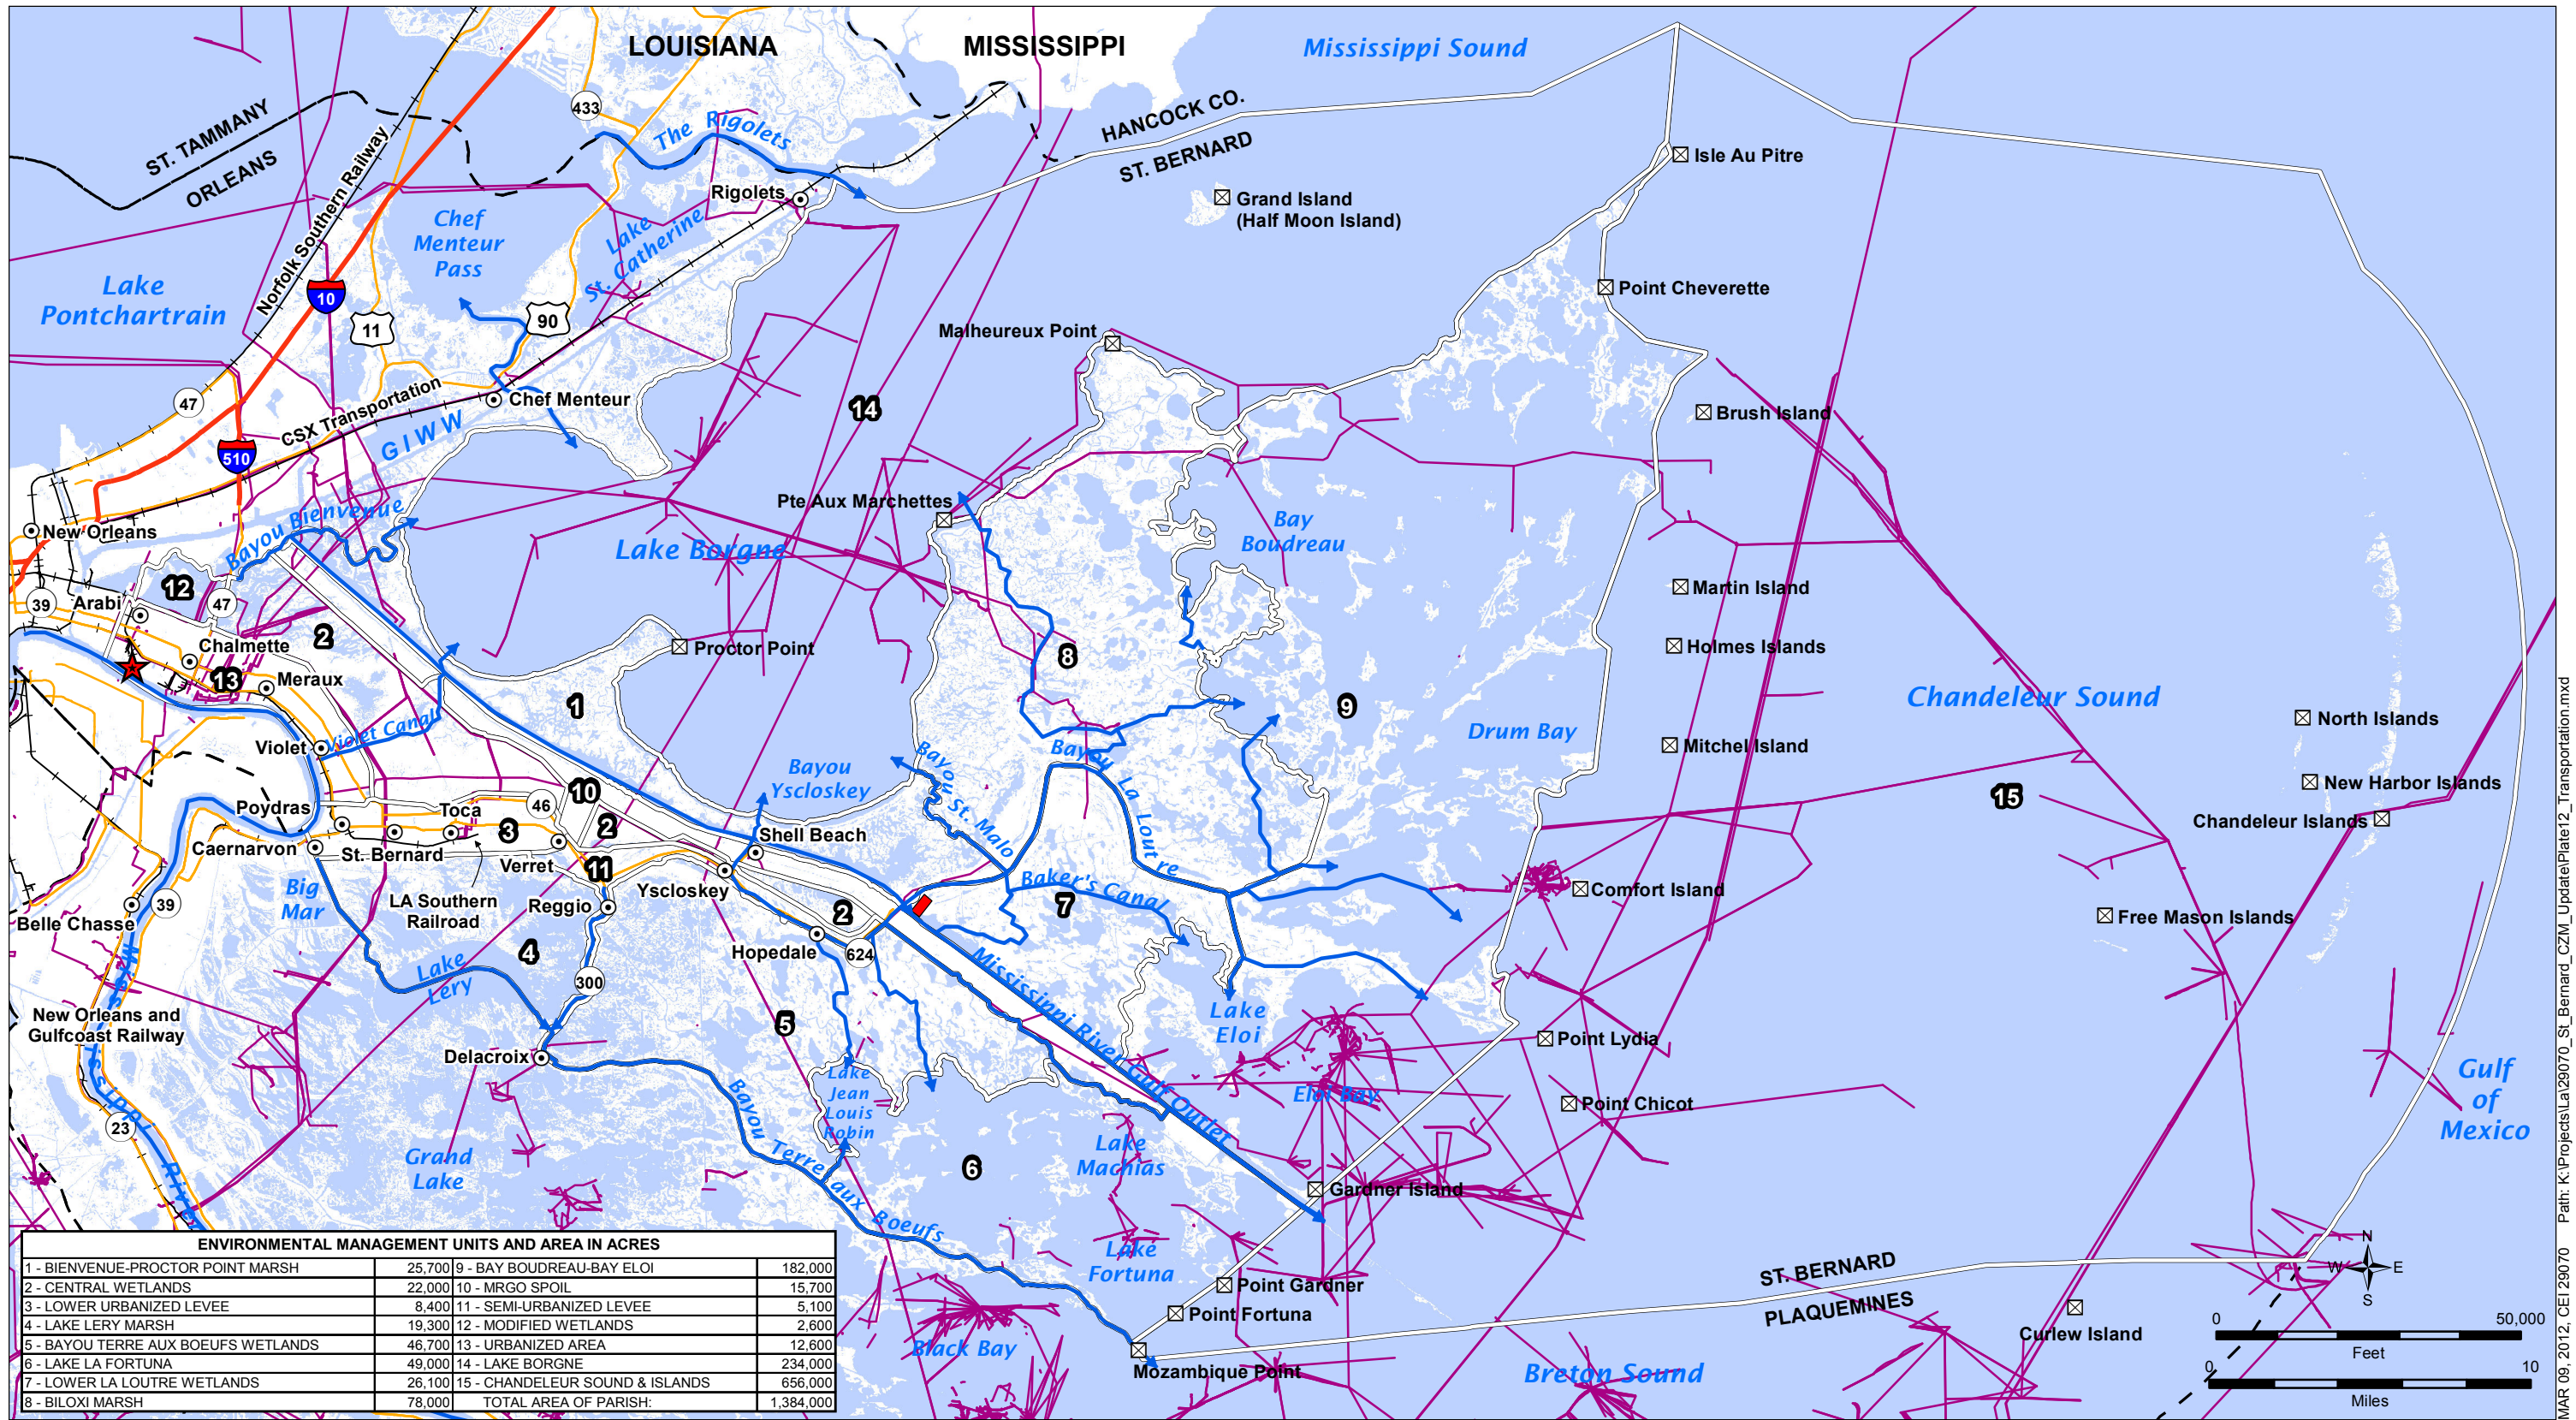 LOUISIANA
MISSISSIPPI
Mississippi Sound
ST. TAMMANY
ORLEANS
Norfolk Southern Railway
433
The Rigolets
HANCOCK CO.
ST. BERNARD
Rigolets
Isle Au Pitre
Grand Island
(Half Moon Island)
Chef
Menteur
Pass
Lake
St. Catherine
Lake
Pontchartrain
10
11
90
Point Cheverette
Malheureux Point
47
CSX Transportation
Chef Menteur
14
Brush Island
GIWW
510
Pte Aux Marchettes
Bayou Bienvenue
New Orleans
Lake Borgne
Bay
Boudreau
12
39
Arabi
47
Martin Island
2
Chalmette
Proctor Point
8
Holmes Islands
13
Meraux
1
9
Chandeleur Sound
Violet
Violet Canal
Drum Bay
Mitchel Island
North Islands
Bayou
Yscloskey
Bayou St. Malo
Bayou La Loutre
New Harbor Islands
10
15
Poydras
Toca
46
Chandeleur Islands
3
2
Shell Beach
Caernarvon
St. Bernard
Verret
11
Yscloskey
Baker's Canal
Comfort Island
Big
Mar
LA Southern
Railroad
Reggio
7
2
39
Belle Chasse
Free Mason Islands
Hopedale
624
4
Lake
Lery
300
Mississippi River Gulf Outlet
New Orleans and
Gulfcoast Railway
5
Lake
Eloi
Point Lydia
Delacroix
Lake
Jean
Louis
Robin
Eloi Bay
Point Chicot
Gulf
of
Mexico
23
Mississippi River
Bayou Terre aux Boeufs
Grand
Lake
6
Lake
Machias
Gardner Island
Lake
Fortuna
Point Gardner
Point Fortuna
Black Bay
Mozambique Point
Breton Sound
ST. BERNARD
PLAQUEMINES
Curlew Island
N
W E
S
0 50,000
Feet
0 10
Miles
ENVIRONMENTAL MANAGEMENT UNITS AND AREA IN ACRES
1 - BIENVENUE-PROCTOR POINT MARSH 25,700 9 - BAY BOUDREAU-BAY ELOI 182,000
2 - CENTRAL WETLANDS 22,000 10 - MRGO SPOIL 15,700
3 - LOWER URBANIZED LEVEE 8,400 11 - SEMI-URBANIZED LEVEE 5,100
4 - LAKE LERY MARSH 19,300 12 - MODIFIED WETLANDS 2,600
5 - BAYOU TERRE AUX BOEUFS WETLANDS 46,700 13 - URBANIZED AREA 12,600
6 - LAKE LA FORTUNA 49,000 14 - LAKE BORGNE 234,000
7 - LOWER LA LOUTRE WETLANDS 26,100 15 - CHANDELEUR SOUND & ISLANDS 656,000
8 - BILOXI MARSH 78,000 TOTAL AREA OF PARISH: 1,384,000
MAR 09, 2012, CEI 29070 Path: K:\Projects\La\29070_St_Bernard_CZM_Update\Plate12_Transportation.mxd